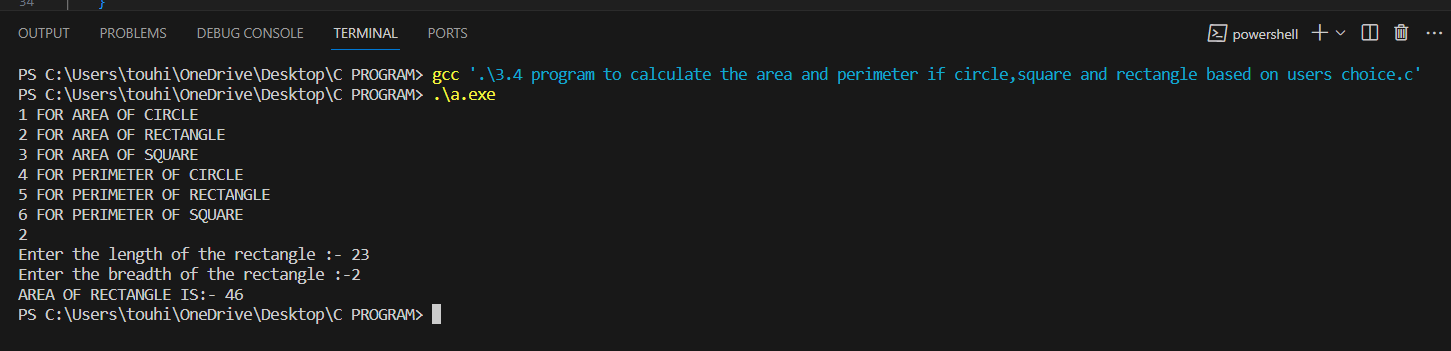 34 }
OUTPUT PROBLEMS DEBUG CONSOLE TERMINAL PORTS powershell
PS C:\Users\touhi\OneDrive\Desktop\C PROGRAM> gcc '.\3.4 program to calculate the area and perimeter if circle,square and rectangle based on users choice.c'
PS C:\Users\touhi\OneDrive\Desktop\C PROGRAM> .\a.exe
1 FOR AREA OF CIRCLE
2 FOR AREA OF RECTANGLE
3 FOR AREA OF SQUARE
4 FOR PERIMETER OF CIRCLE
5 FOR PERIMETER OF RECTANGLE
6 FOR PERIMETER OF SQUARE
2
Enter the length of the rectangle :- 23
Enter the breadth of the rectangle :-2
AREA OF RECTANGLE IS:- 46
PS C:\Users\touhi\OneDrive\Desktop\C PROGRAM>